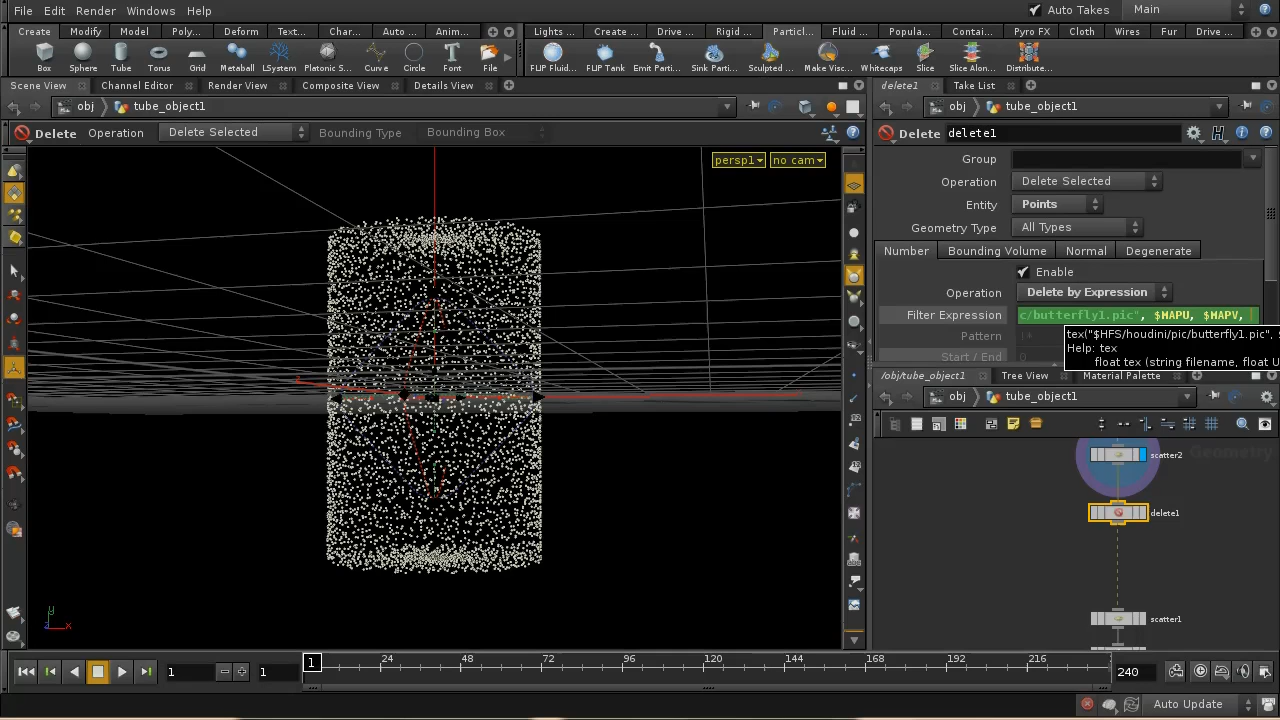 File Edit Render Windows Help Auto Takes Main
Create Modify Model Poly... Deform Text... Char... Auto ... Anim... Lights ... Create ... Drive ... Rigid ... Particl... Fluid ... Popula... Contai... Pyro FX Cloth Wires Fur Drive ...
Box Sphere Tube Torus Grid Metaball LSystem Platonic S... Curve Circle Font File FLIP Fluid... FLIP Tank Emit Parti... Sink Parti... Sculpted ... Make Visc... Whitecaps Slice Slice Alon... Distribute...
Scene View Channel Editor Render View Composite View Details View delete1 Take List
obj tube_object1 obj tube_object1
Delete Operation Delete Selected Bounding Type Bounding Box Delete delete1
persp1 no cam
Group
Operation Delete Selected
Entity Points
Geometry Type All Types
Number Bounding Volume Normal Degenerate
Enable
Operation Delete by Expression
Filter Expression c/butterfly1.pic", $MAPU, $MAPV,
Pattern
tex("$HFS/houdini/pic/butterfly1.pic",
Help: tex
Start / End 0
float tex (string filename, float U
/obj/tube_object1 Tree View Material Palette
obj tube_object1
scatter2
Geometry
delete1
scatter1
y
z x
1 1 1 24 48 72 96 120 144 168 192 216 240
Auto Update